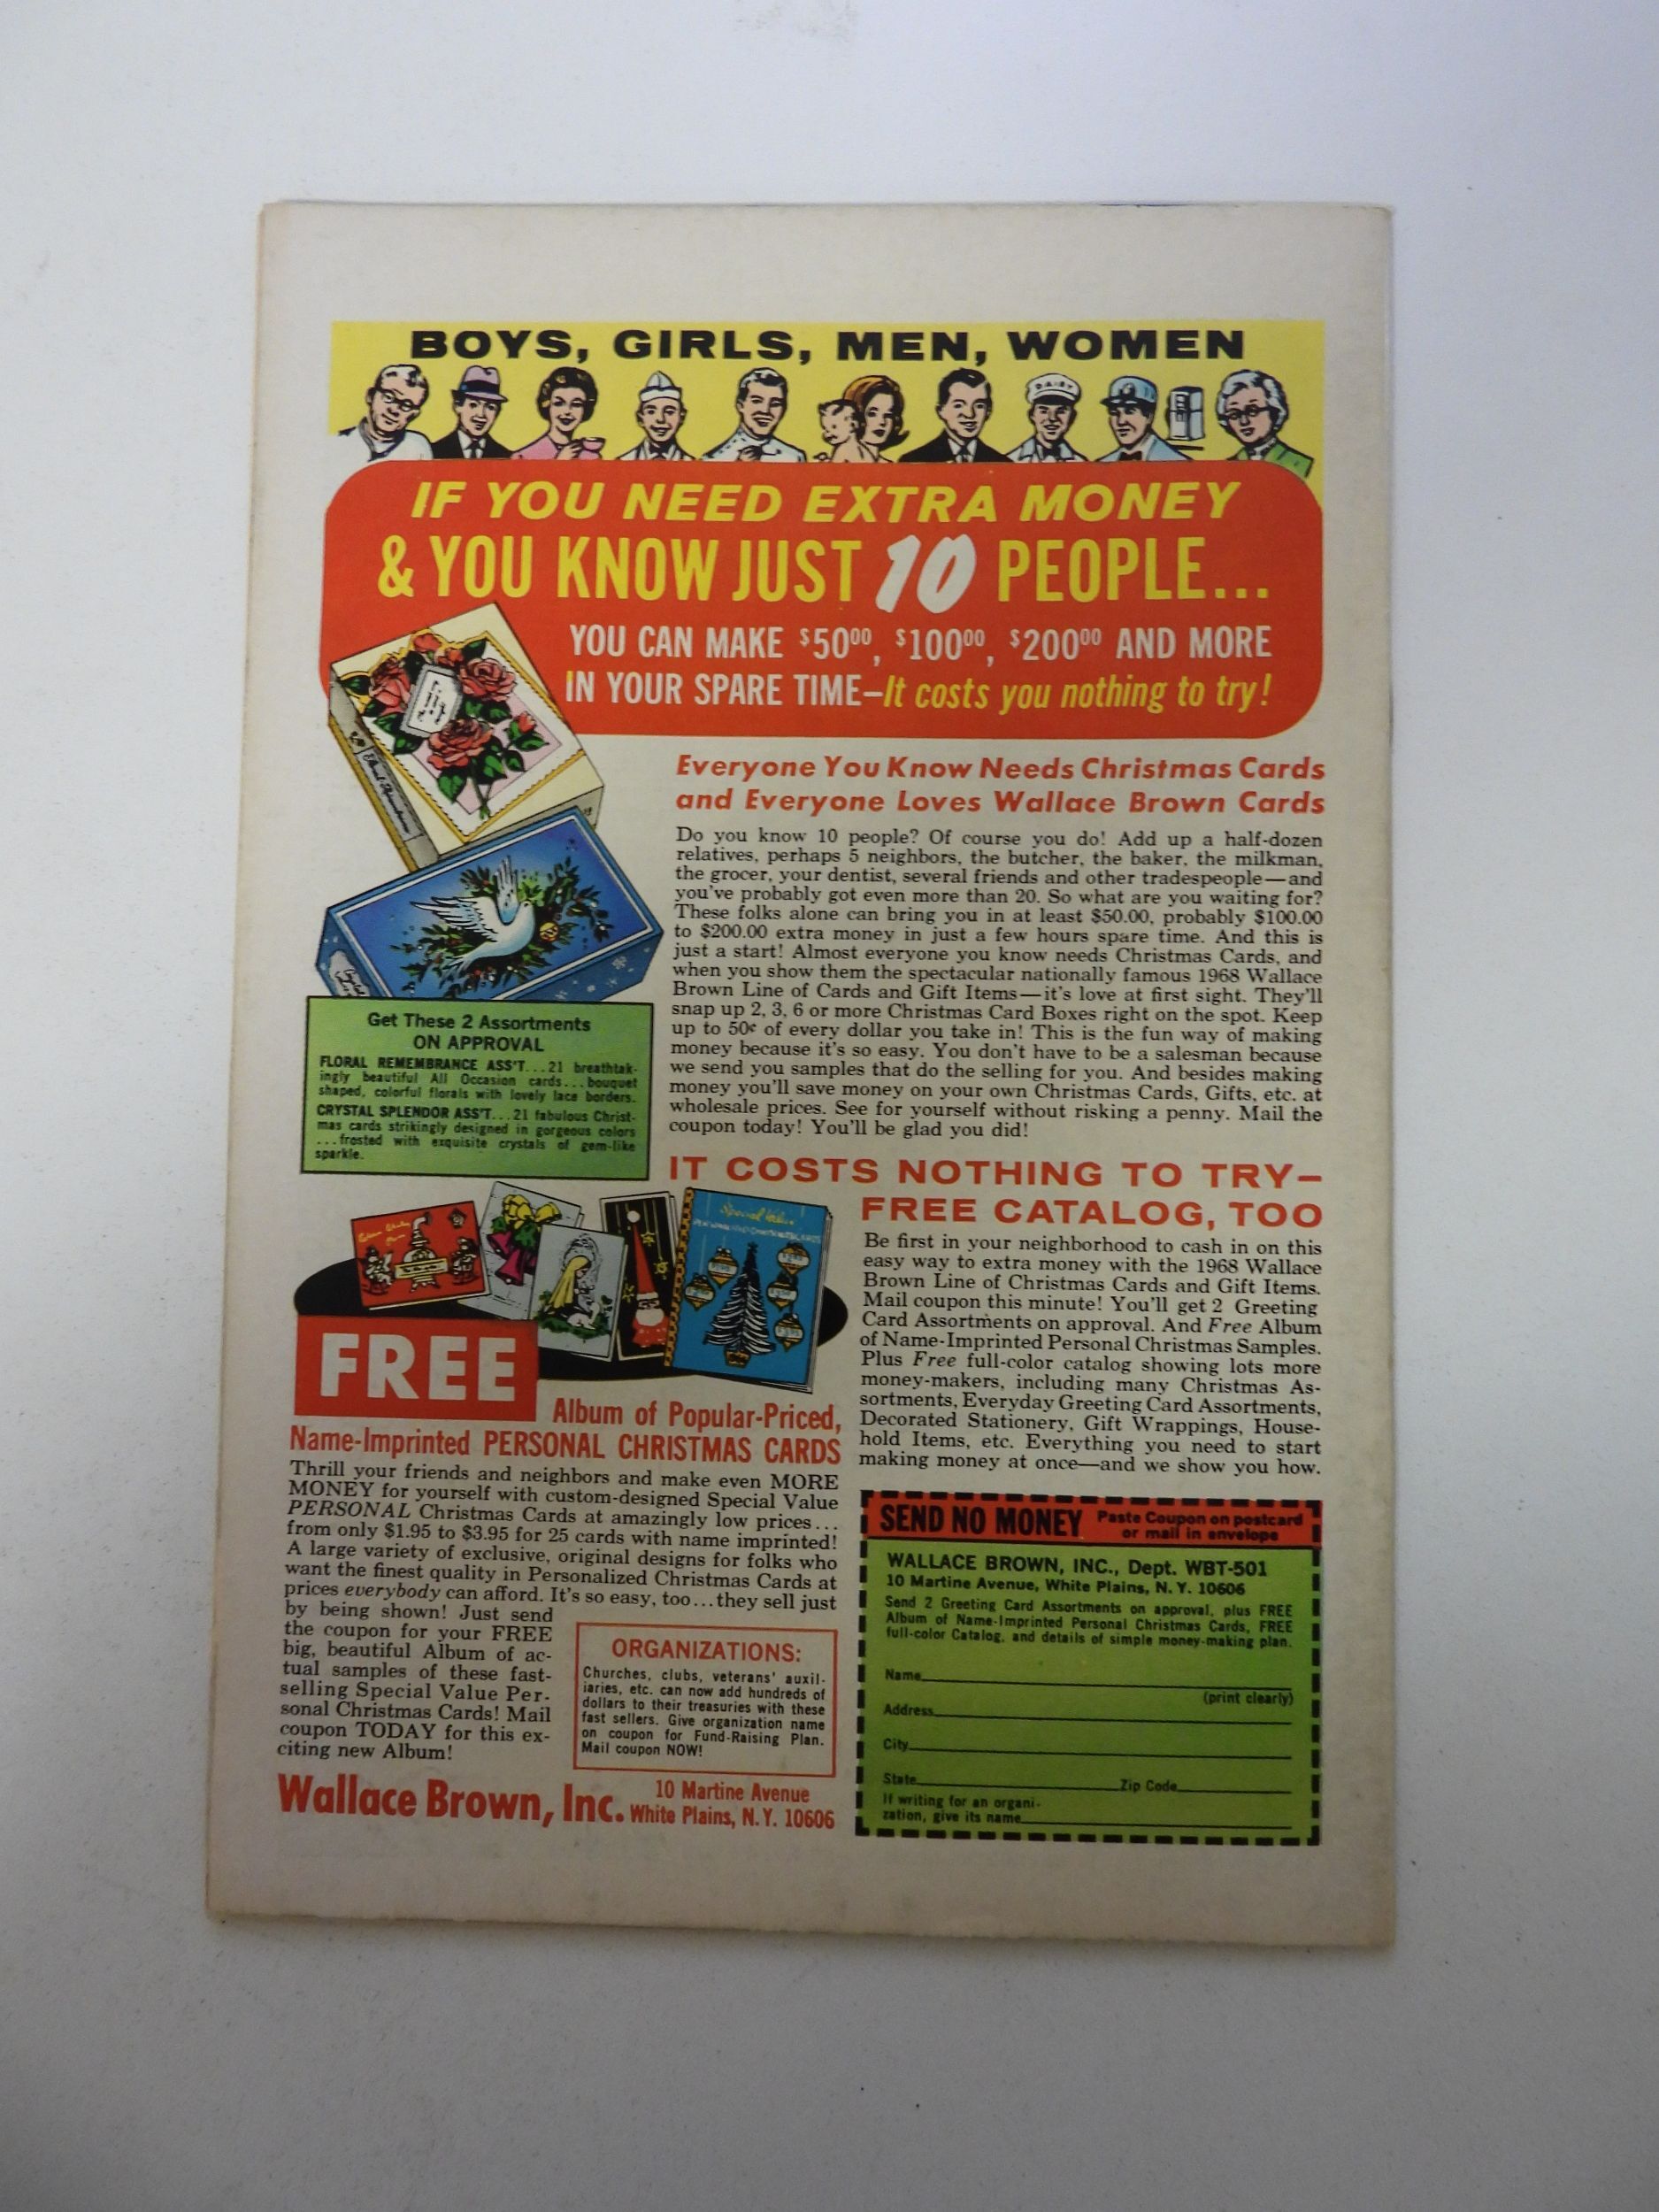 BOYS, GIRLS, MEN, WOMEN
DAIRY
IF YOU NEED EXTRA MONEY
& YOU KNOW JUST 10 PEOPLE...
YOU CAN MAKE $50⁰⁰, $100⁰⁰, $200⁰⁰ AND MORE
IN YOUR SPARE TIME—It costs you nothing to try!
Everyone You Know Needs Christmas Cards
and Everyone Loves Wallace Brown Cards
Do you know 10 people? Of course you do! Add up a half-dozen
relatives, perhaps 5 neighbors, the butcher, the baker, the milkman,
the grocer, your dentist, several friends and other tradespeople—and
you've probably got even more than 20. So what are you waiting for?
These folks alone can bring you in at least $50.00, probably $100.00
to $200.00 extra money in just a few hours spare time. And this is
just a start! Almost everyone you know needs Christmas Cards, and
when you show them the spectacular nationally famous 1968 Wallace
Brown Line of Cards and Gift Items—it's love at first sight. They'll
snap up 2, 3, 6 or more Christmas Card Boxes right on the spot. Keep
up to 50¢ of every dollar you take in! This is the fun way of making
money because it's so easy. You don't have to be a salesman because
we send you samples that do the selling for you. And besides making
money you'll save money on your own Christmas Cards, Gifts, etc. at
wholesale prices. See for yourself without risking a penny. Mail the
coupon today! You'll be glad you did!
Get These 2 Assortments
ON APPROVAL
FLORAL REMEMBRANCE ASS'T...21 breathtak-
ingly beautiful All Occasion cards...bouquet
shaped, colorful florals with lovely lace borders.
CRYSTAL SPLENDOR ASS'T...21 fabulous Christ-
mas cards strikingly designed in gorgeous colors
...frosted with exquisite crystals of gem-like
sparkle.
IT COSTS NOTHING TO TRY—
FREE CATALOG, TOO
Be first in your neighborhood to cash in on this
easy way to extra money with the 1968 Wallace
Brown Line of Christmas Cards and Gift Items.
Mail coupon this minute! You'll get 2 Greeting
Card Assortments on approval. And Free Album
of Name-Imprinted Personal Christmas Samples.
Plus Free full-color catalog showing lots more
money-makers, including many Christmas As-
sortments, Everyday Greeting Card Assortments,
Decorated Stationery, Gift Wrappings, House-
hold Items, etc. Everything you need to start
making money at once—and we show you how.
Special Value
FREE
Album of Popular-Priced,
Name-Imprinted PERSONAL CHRISTMAS CARDS
Thrill your friends and neighbors and make even MORE
MONEY for yourself with custom-designed Special Value
PERSONAL Christmas Cards at amazingly low prices...
from only $1.95 to $3.95 for 25 cards with name imprinted!
A large variety of exclusive, original designs for folks who
want the finest quality in Personalized Christmas Cards at
prices everybody can afford. It's so easy, too...they sell just
by being shown! Just send
the coupon for your FREE
big, beautiful Album of ac-
tual samples of these fast-
selling Special Value Per-
sonal Christmas Cards! Mail
coupon TODAY for this ex-
citing new Album!
ORGANIZATIONS:
Churches, clubs, veterans' auxil-
iaries, etc. can now add hundreds of
dollars to their treasuries with these
fast sellers. Give organization name
on coupon for Fund-Raising Plan.
Mail coupon NOW!
Wallace Brown, Inc. 10 Martine Avenue
White Plains, N.Y. 10606
SEND NO MONEY Paste Coupon on postcard
or mail in envelope
WALLACE BROWN, INC., Dept. WBT-501
10 Martine Avenue, White Plains, N.Y. 10606
Send 2 Greeting Card Assortments on approval, plus FREE
Album of Name-Imprinted Personal Christmas Cards, FREE
full-color Catalog, and details of simple money-making plan.
Name
(print clearly)
Address
City
State Zip Code
If writing for an organi-
zation, give its name